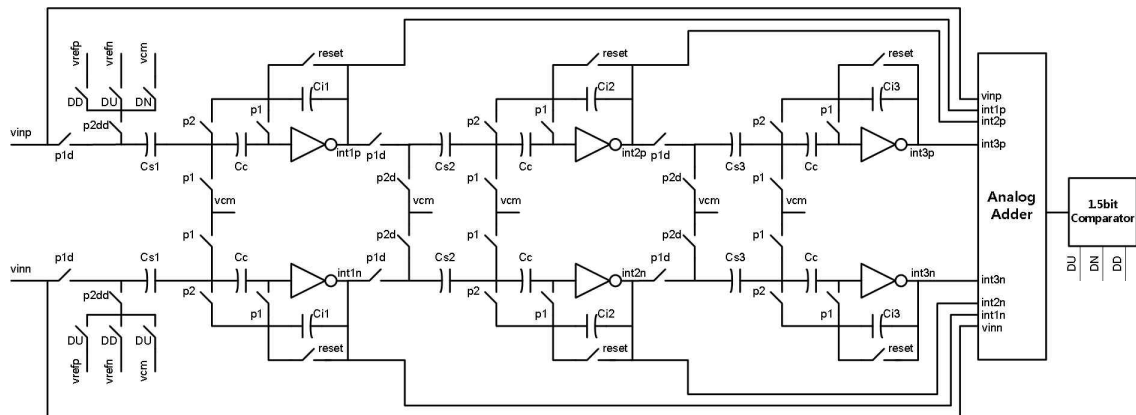 vrefp
vrefn
vcm
DD
DU
DN
p2dd
vinp
p1d
Cs1
p2
Cc
p1
reset
Ci1
int1p
p1d
Cs2
p2
Cc
p1
reset
Ci2
int2p
p1d
Cs3
p2
Cc
p1
reset
Ci3
int3p
p1
vcm
p1
p2d
vcm
p2d
p1
vcm
p1
p2d
vcm
p2d
p1
vcm
p1
vinn
p1d
Cs1
p2dd
DU
DD
DU
vrefp
vrefn
vcm
p2
Cc
p1
Ci1
reset
int1n
p1d
Cs2
p2
Cc
p1
Ci2
reset
int2n
p1d
Cs3
p2
Cc
p1
Ci3
reset
int3n
vinp
int1p
int2p
int3p
Analog
Adder
int3n
int2n
int1n
vinn
1.5bit
Comparator
DU
DN
DD